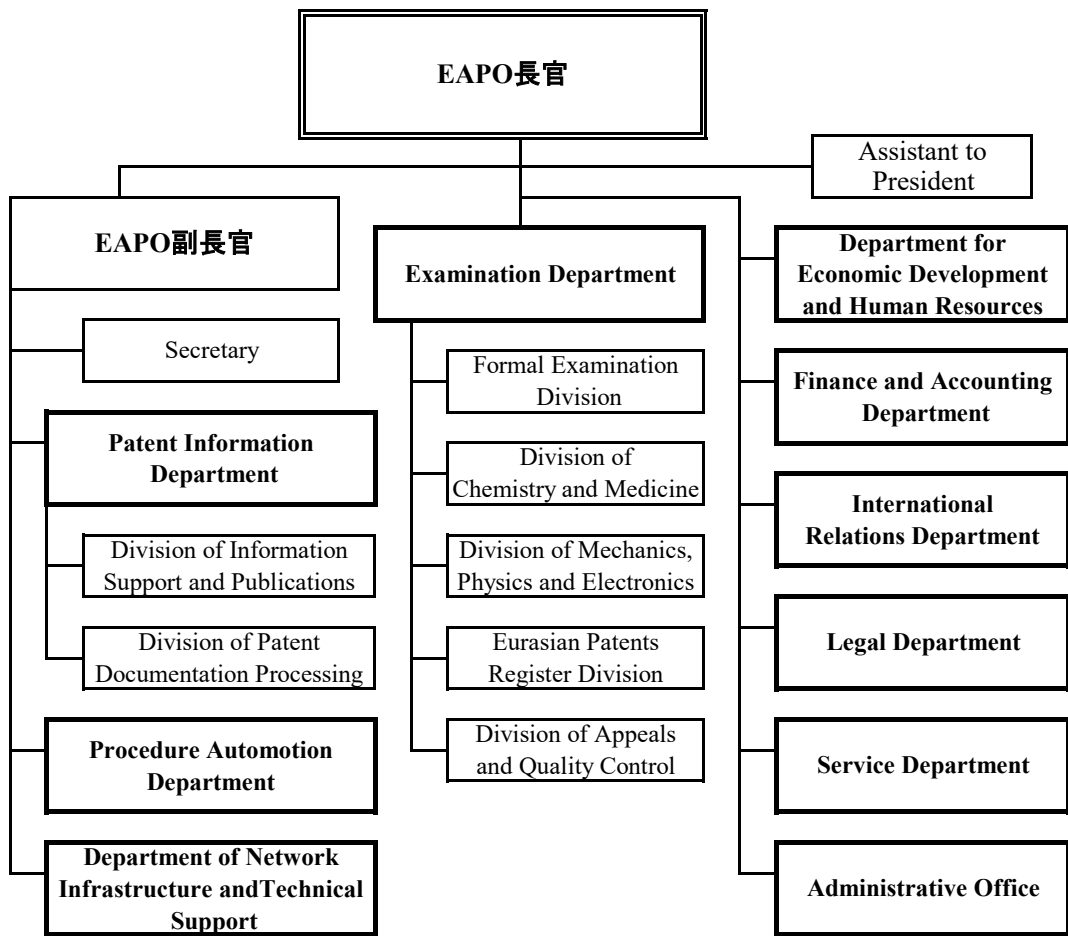 EAPO長官
Assistant to
President
EAPO副長官
Secretary
Patent Information
Department
Division of Information
Support and Publications
Division of Patent
Documentation Processing
Procedure Automotion
Department
Department of Network
Infrastructure andTechnical
Support
Examination Department
Formal Examination
Division
Division of
Chemistry and Medicine
Division of Mechanics,
Physics and Electronics
Eurasian Patents
Register Division
Division of Appeals
and Quality Control
Department for
Economic Development
and Human Resources
Finance and Accounting
Department
International
Relations Department
Legal Department
Service Department
Administrative Office